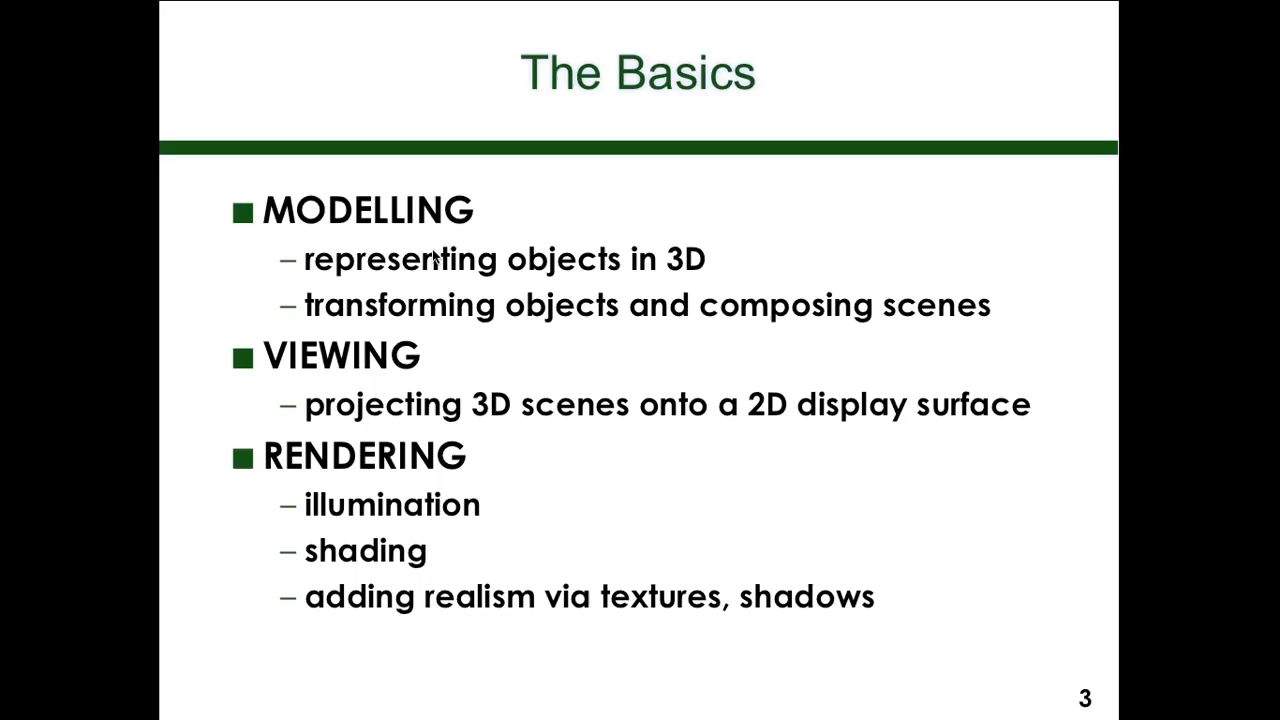 The Basics
■ MODELLING
– representing objects in 3D
– transforming objects and composing scenes
■ VIEWING
– projecting 3D scenes onto a 2D display surface
■ RENDERING
– illumination
– shading
– adding realism via textures, shadows
3